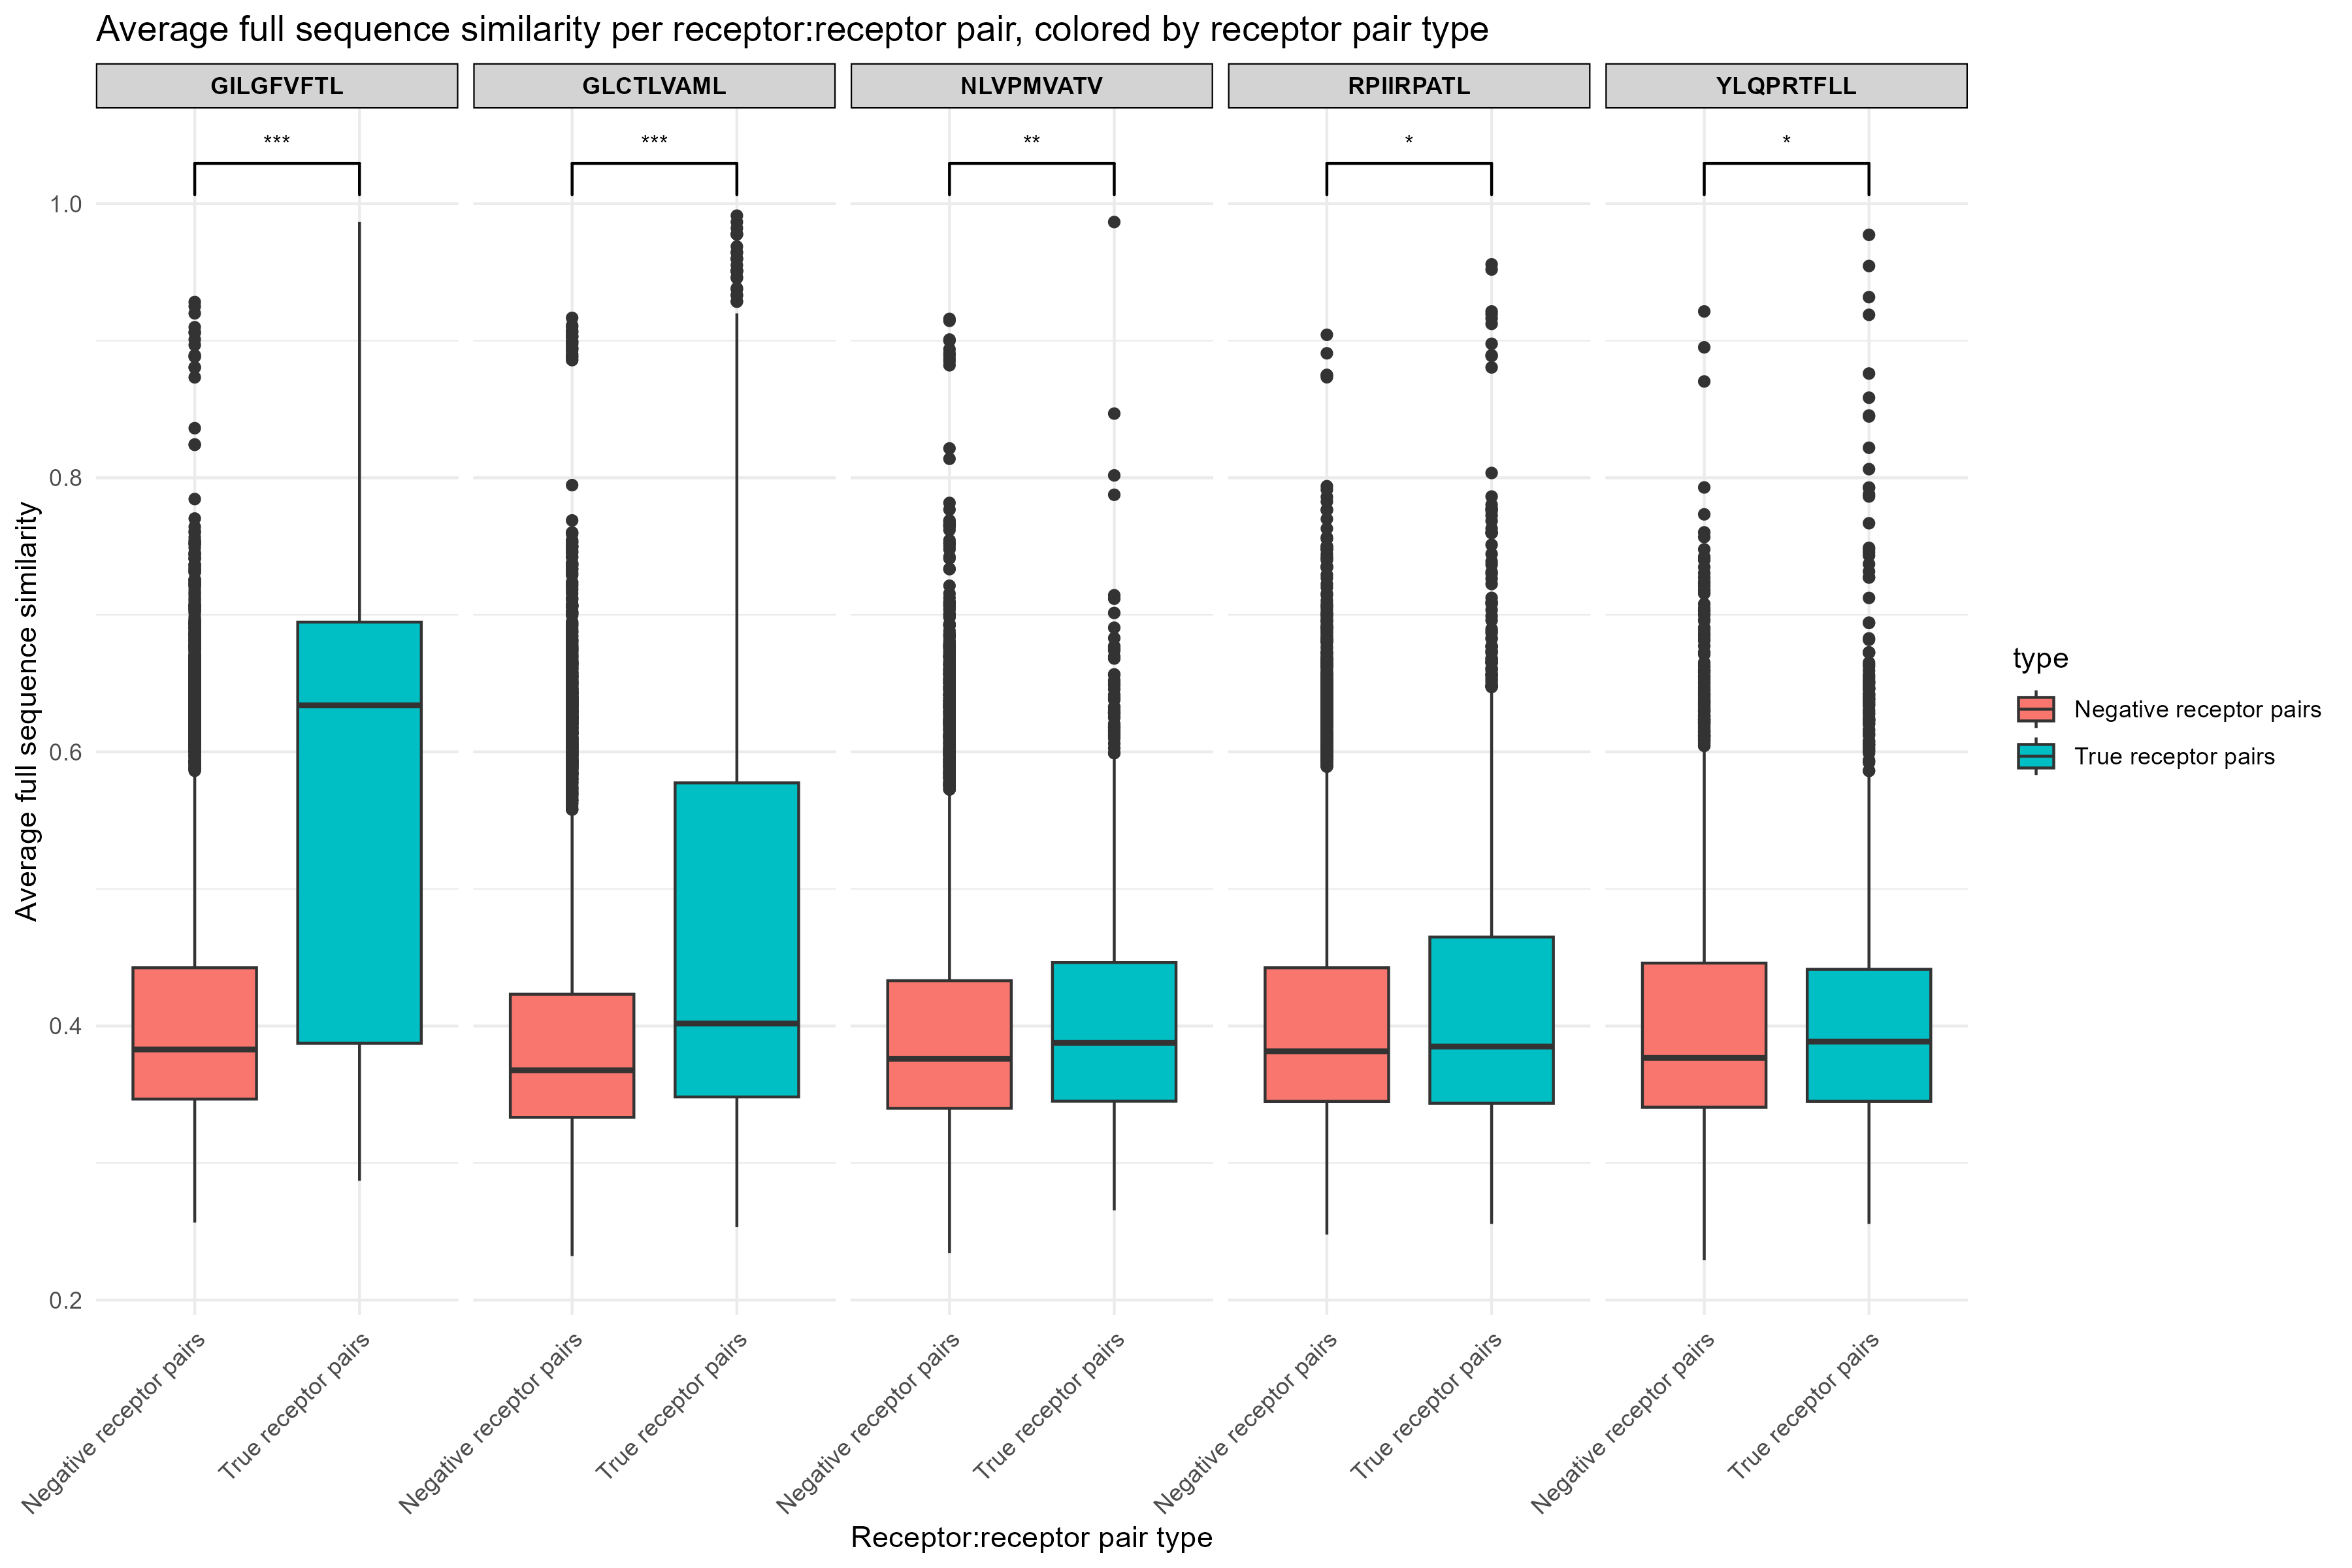 Average full sequence similarity per receptor:receptor pair, colored by receptor pair type
GILGFVFTL
GLCTLVAML
NLVPMVATV
RPIIRPATL
YLQPRTFLL
***
***
**
*
*
Average full sequence similarity
1.0
0.8
0.6
0.4
0.2
Negative receptor pairs
True receptor pairs
Negative receptor pairs
True receptor pairs
Negative receptor pairs
True receptor pairs
Negative receptor pairs
True receptor pairs
Negative receptor pairs
True receptor pairs
Receptor:receptor pair type
type
Negative receptor pairs
True receptor pairs